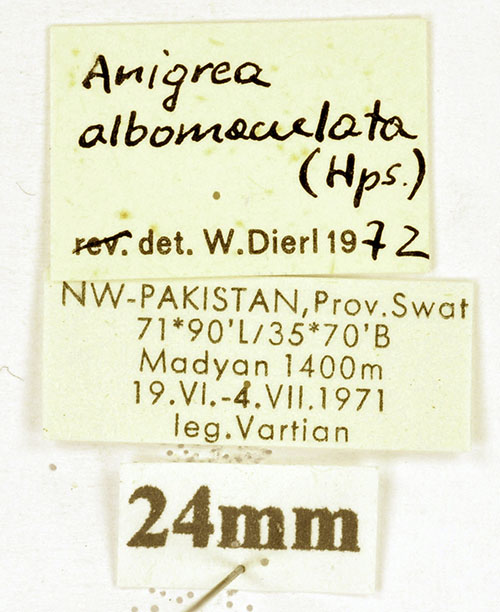 Anigrea
albomaculata
(Hps.)
rev. det. W.Dierl 1972
NW-PAKISTAN, Prov.Swat
71*90'L/35*70'B
Madyan 1400m
19.VI.-4.VII.1971
leg.Vartian
24mm